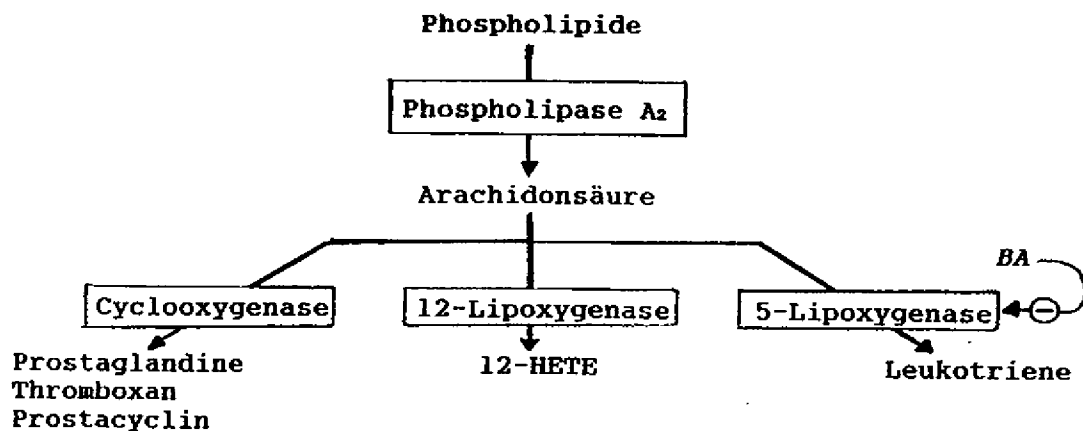 Phospholipide
Phospholipase A₂
Arachidonsäure
BA
Cyclooxygenase
12-Lipoxygenase
5-Lipoxygenase
Prostaglandine
Thromboxan
Prostacyclin
12-HETE
Leukotriene